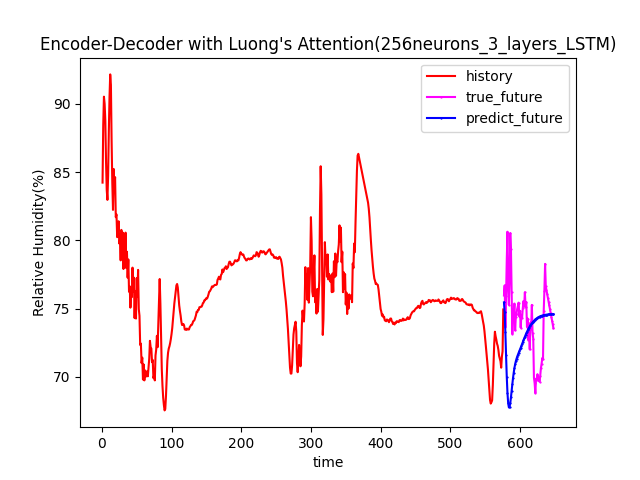 Encoder-Decoder with Luong's Attention(256neurons_3_layers_LSTM)
history
true_future
predict_future
Relative Humidity(%)
90
85
80
75
70
0 100 200 300 400 500 600
time